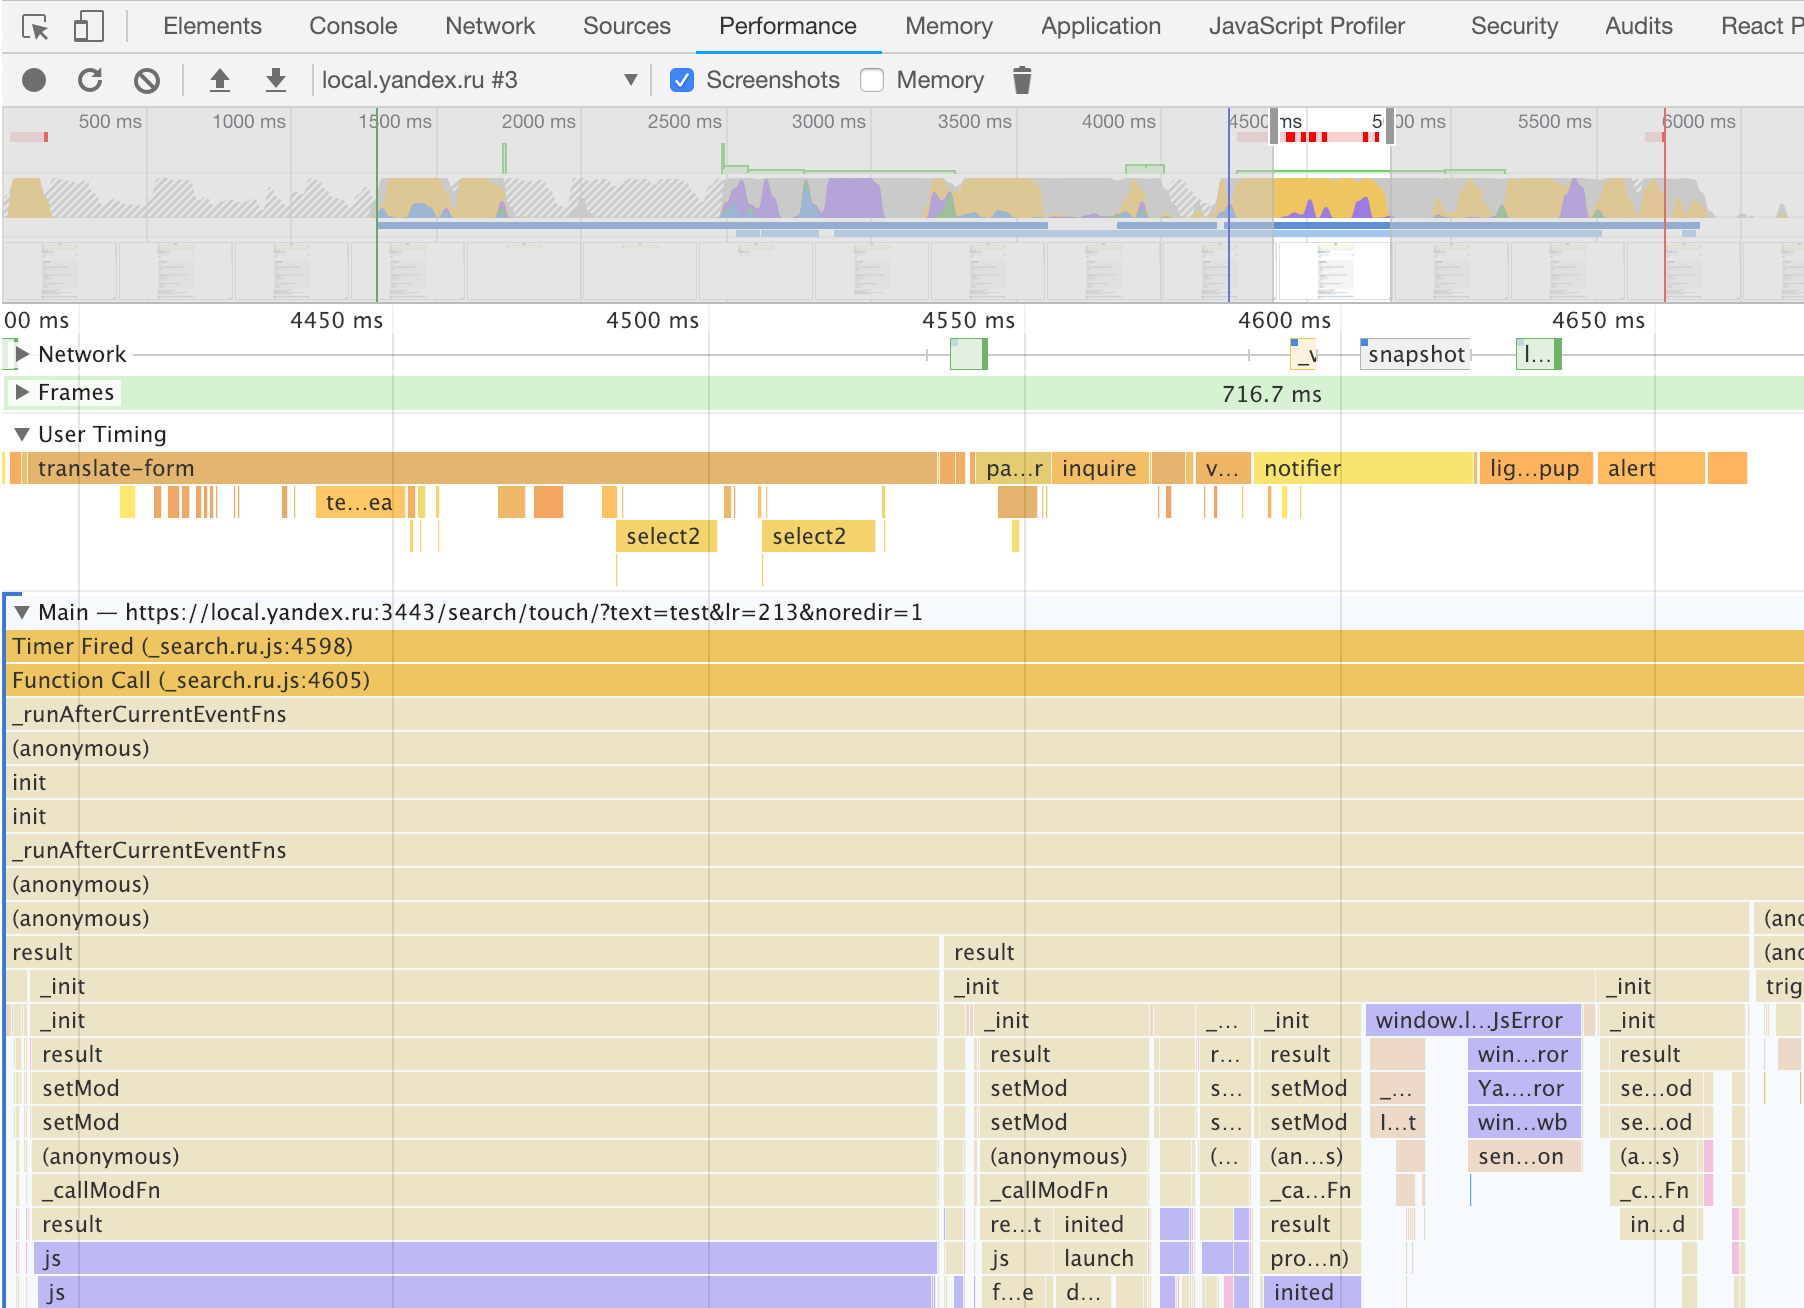 Elements Console Network Sources Performance Memory Application JavaScript Profiler Security Audits React P
local.yandex.ru #3 Screenshots Memory
500 ms 1000 ms 1500 ms 2000 ms 2500 ms 3000 ms 3500 ms 4000 ms 4500 ms 5000 ms 5500 ms 6000 ms
00 ms 4450 ms 4500 ms 4550 ms 4600 ms 4650 ms
Network _v snapshot l...
Frames 716.7 ms
User Timing
translate-form pa...r inquire v... notifier lig...pup alert
te...ea
select2 select2
Main — https://local.yandex.ru:3443/search/touch/?text=test&lr=213&noredir=1
Timer Fired (_search.ru.js:4598)
Function Call (_search.ru.js:4605)
_runAfterCurrentEventFns
(anonymous)
init
init
_runAfterCurrentEventFns
(anonymous)
(anonymous) (ano
result result (ano
_init _init _init trig
_init _init _... _init window.l...JsError _init
result result r... result win...ror result
setMod setMod s... setMod _... Ya....ror se...od
setMod setMod s... setMod l...t win...wb se...od
(anonymous) (anonymous) (... (an...s) sen...on (a...s)
_callModFn _callModFn _ca...Fn _c...Fn
result re...t inited result in...d
js js launch pro...n)
js f...e d... inited